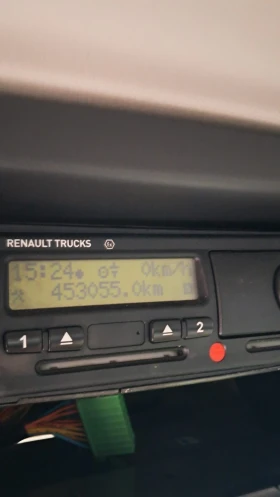 RENAULT TRUCKS
15:24 0km/h
453055.0km
1 2